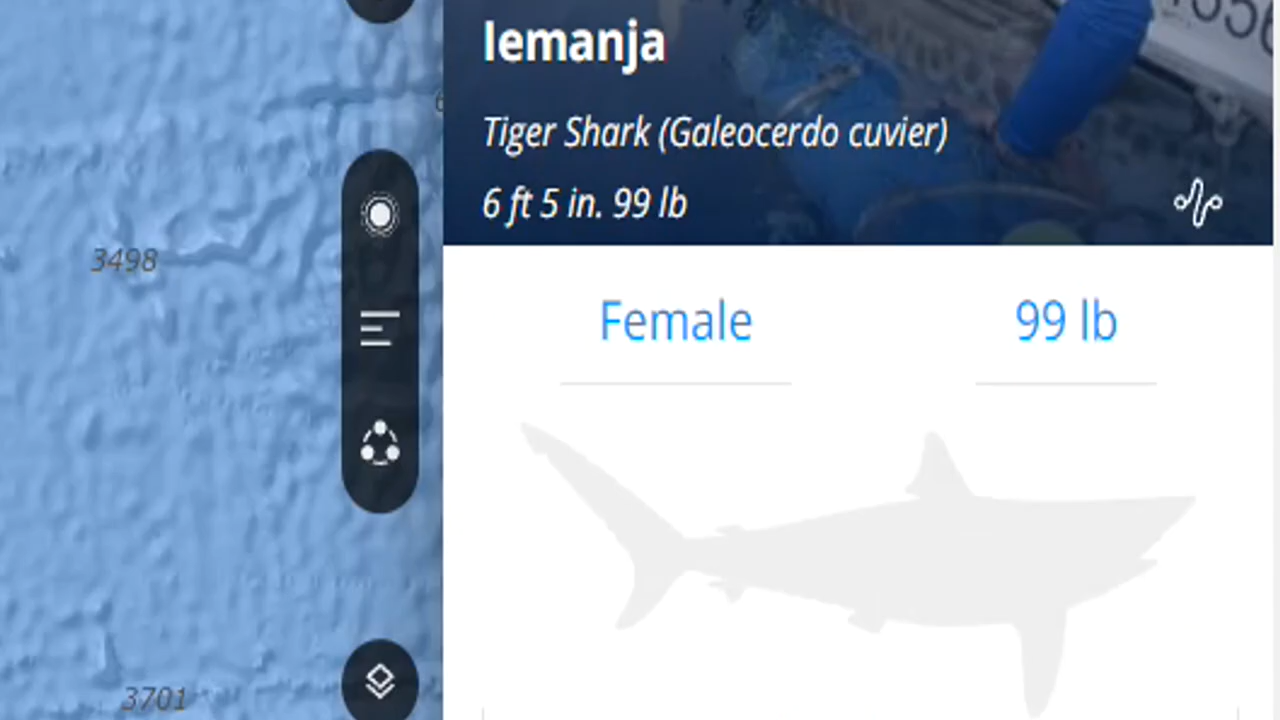 Iemanja
Tiger Shark (Galeocerdo cuvier)
6 ft 5 in. 99 lb
Female
99 lb
3498
3701